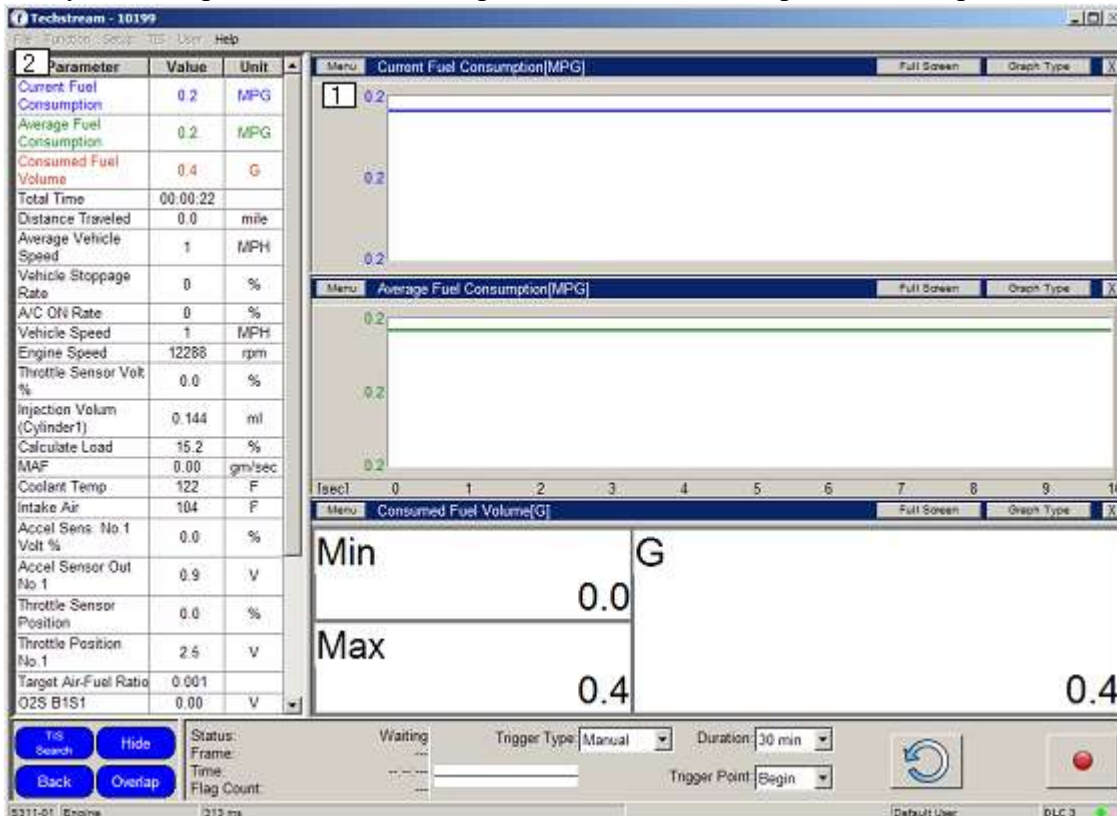 Techstream - 10199
File Function Setup TIS User Help
2 Parameter Value Unit
Current Fuel Consumption 0.2 MPG
Average Fuel Consumption 0.2 MPG
Consumed Fuel Volume 0.4 G
Total Time 00:00:22
Distance Traveled 0.0 mile
Average Vehicle Speed 1 MPH
Vehicle Stoppage Rate 0 %
A/C ON Rate 0 %
Vehicle Speed 1 MPH
Engine Speed 12288 rpm
Throttle Sensor Volt % 0.0 %
Injection Volum (Cylinder1) 0.144 ml
Calculate Load 15.2 %
MAF 0.00 gm/sec
Coolant Temp 122 F
Intake Air 104 F
Accel Sens. No.1 Volt % 0.0 %
Accel Sensor Out No.1 0.9 V
Throttle Sensor Position 0.0 %
Throttle Position No.1 2.6 V
Target Air-Fuel Ratio 0.001
O2S B1S1 0.00 V
Menu Current Fuel Consumption[MPG] Full Screen Graph Type X
1
0.2
0.2
0.2
Menu Average Fuel Consumption[MPG] Full Screen Graph Type X
0.2
0.2
0.2
[sec] 0 1 2 3 4 5 6 7 8 9 10
Menu Consumed Fuel Volume[G] Full Screen Graph Type X
Min 0.0
Max 0.4
G 0.4
TIS Search Hide
Back Overlap
Status: Waiting
Frame: ---
Time: --:--:---
Flag Count: ---
Trigger Type: Manual
Duration: 30 min
Trigger Point: Begin
S311-01 Engine 313 ms Default User DLC 3